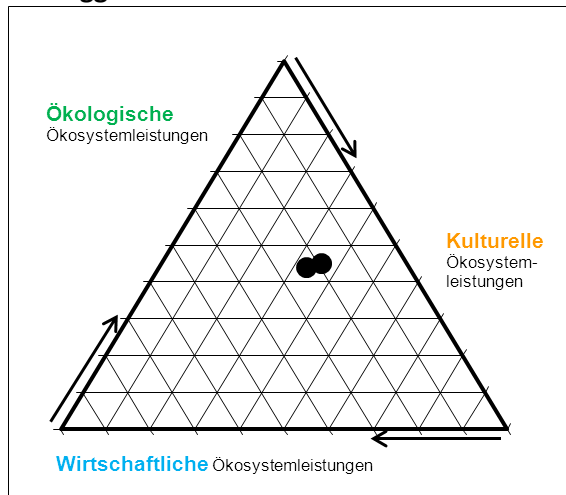 Ökologische
Ökosystemleistungen
Kulturelle
Ökosystem-
leistungen
Wirtschaftliche Ökosystemleistungen